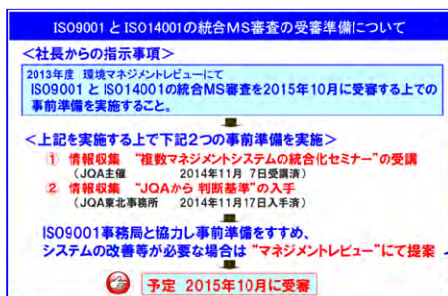 ISO9001 と ISO14001の統合MS審査の受審準備について
＜社長からの指示事項＞
2013年度 環境マネジメントレビューにて
ISO9001 と ISO14001の統合MS審査を2015年10月に受審する上での
事前準備を実施すること。
＜上記を実施する上で下記2つの事前準備を実施＞
① 情報収集 “複数マネジメントシステムの統合化セミナー”の受講
（JQA主催 2014年11月 7日受講済）
② 情報収集 “JQAから 判断基準”の入手
（JQA東北事務所 2014年11月17日入手済）
ISO9001事務局と協力し事前準備をすすめ、
システムの改善等が必要な場合は “マネジメントレビュー”にて提案
予定 2015年10月に受審